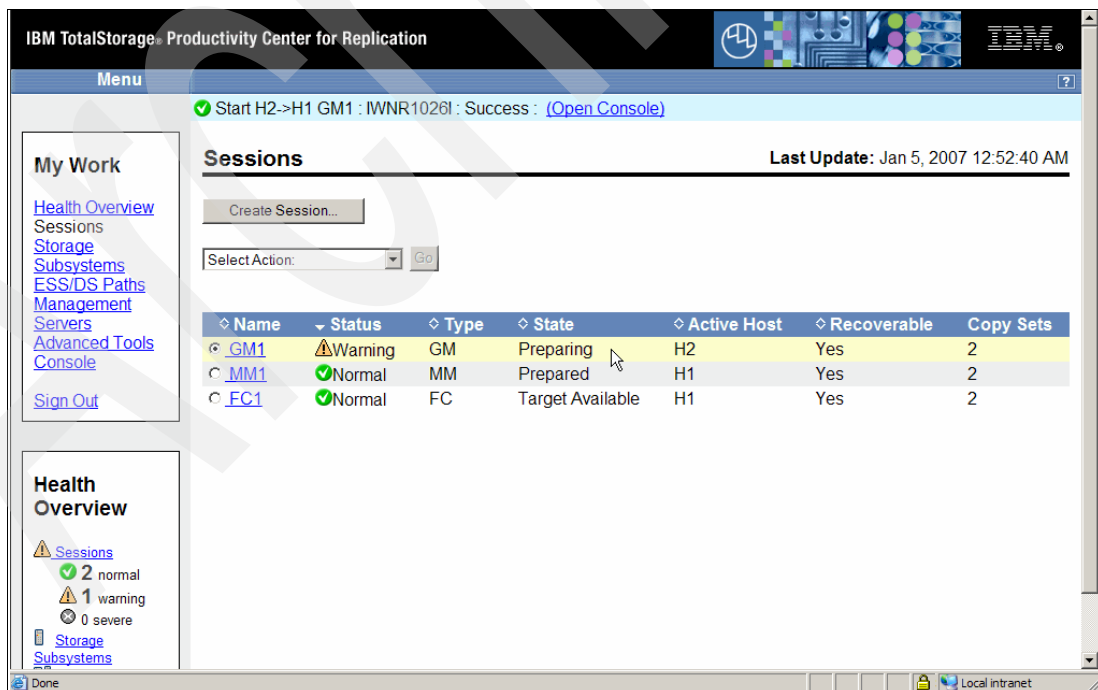 IBM TotalStorage® Productivity Center for Replication
IBM®
Menu
?
Start H2->H1 GM1 : IWNR1026I : Success : (Open Console)
My Work
Health Overview
Sessions
Storage
Subsystems
ESS/DS Paths
Management
Servers
Advanced Tools
Console
Sign Out
Sessions
Last Update: Jan 5, 2007 12:52:40 AM
Create Session...
Select Action:
Go
Name Status Type State Active Host Recoverable Copy Sets
GM1 Warning GM Preparing H2 Yes 2
MM1 Normal MM Prepared H1 Yes 2
FC1 Normal FC Target Available H1 Yes 2
Health
Overview
Sessions
2 normal
1 warning
0 severe
Storage
Subsystems
Done
Local intranet